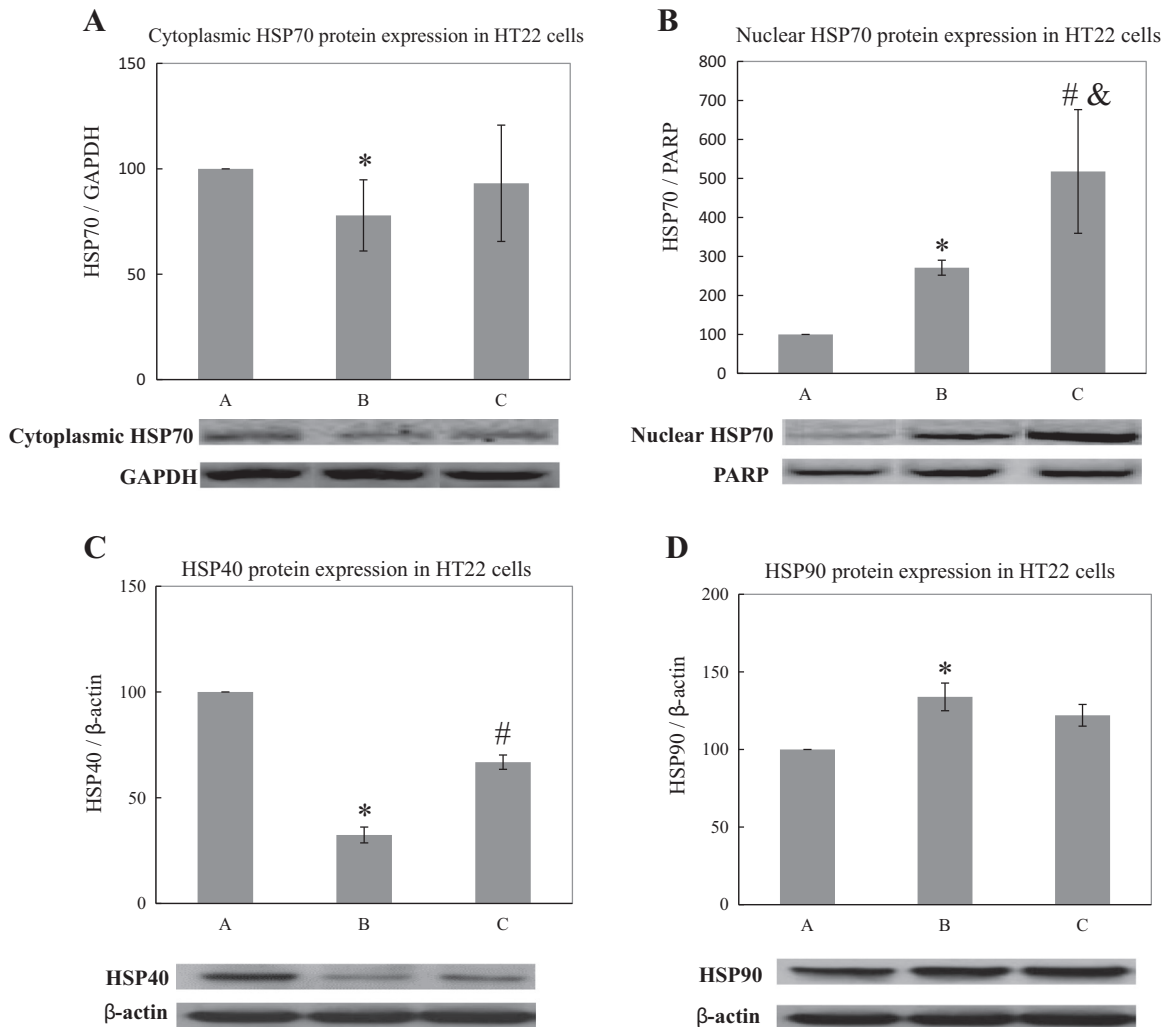 A
Cytoplasmic HSP70 protein expression in HT22 cells
150
100
50
0
HSP70 / GAPDH
*
A B C
Cytoplasmic HSP70
GAPDH
B
Nuclear HSP70 protein expression in HT22 cells
800
700
600
500
400
300
200
100
0
HSP70 / PARP
*
# &
A B C
Nuclear HSP70
PARP
C
HSP40 protein expression in HT22 cells
150
100
50
0
HSP40 / β-actin
*
#
A B C
HSP40
β-actin
D
HSP90 protein expression in HT22 cells
200
150
100
50
0
HSP90 / β-actin
*
A B C
HSP90
β-actin